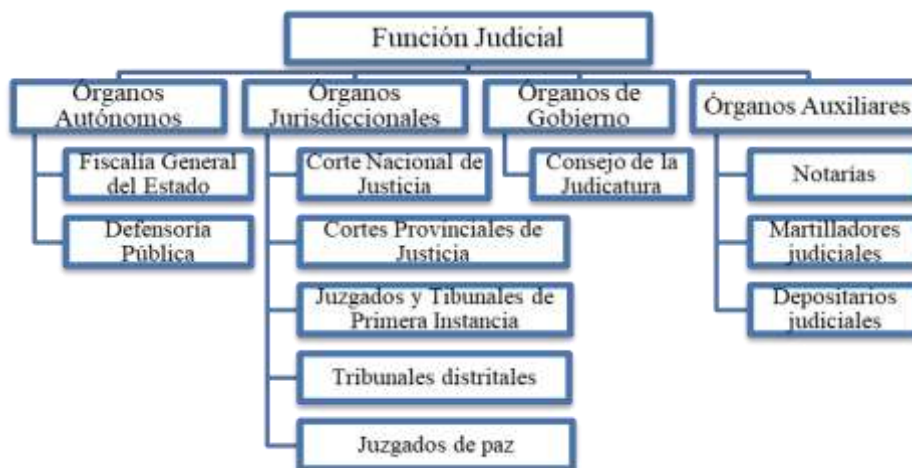 Función Judicial
Órganos
Autónomos
Fiscalía General
del Estado
Defensoría
Pública
Órganos
Jurisdiccionales
Corte Nacional de
Justicia
Cortes Provinciales de
Justicia
Juzgados y Tibunales de
Primera Instancia
Tribunales distritales
Juzgados de paz
Órganos de
Gobierno
Consejo de la
Judicatura
Órganos Auxiliares
Notarías
Martilladores
judiciales
Depositarios
judiciales